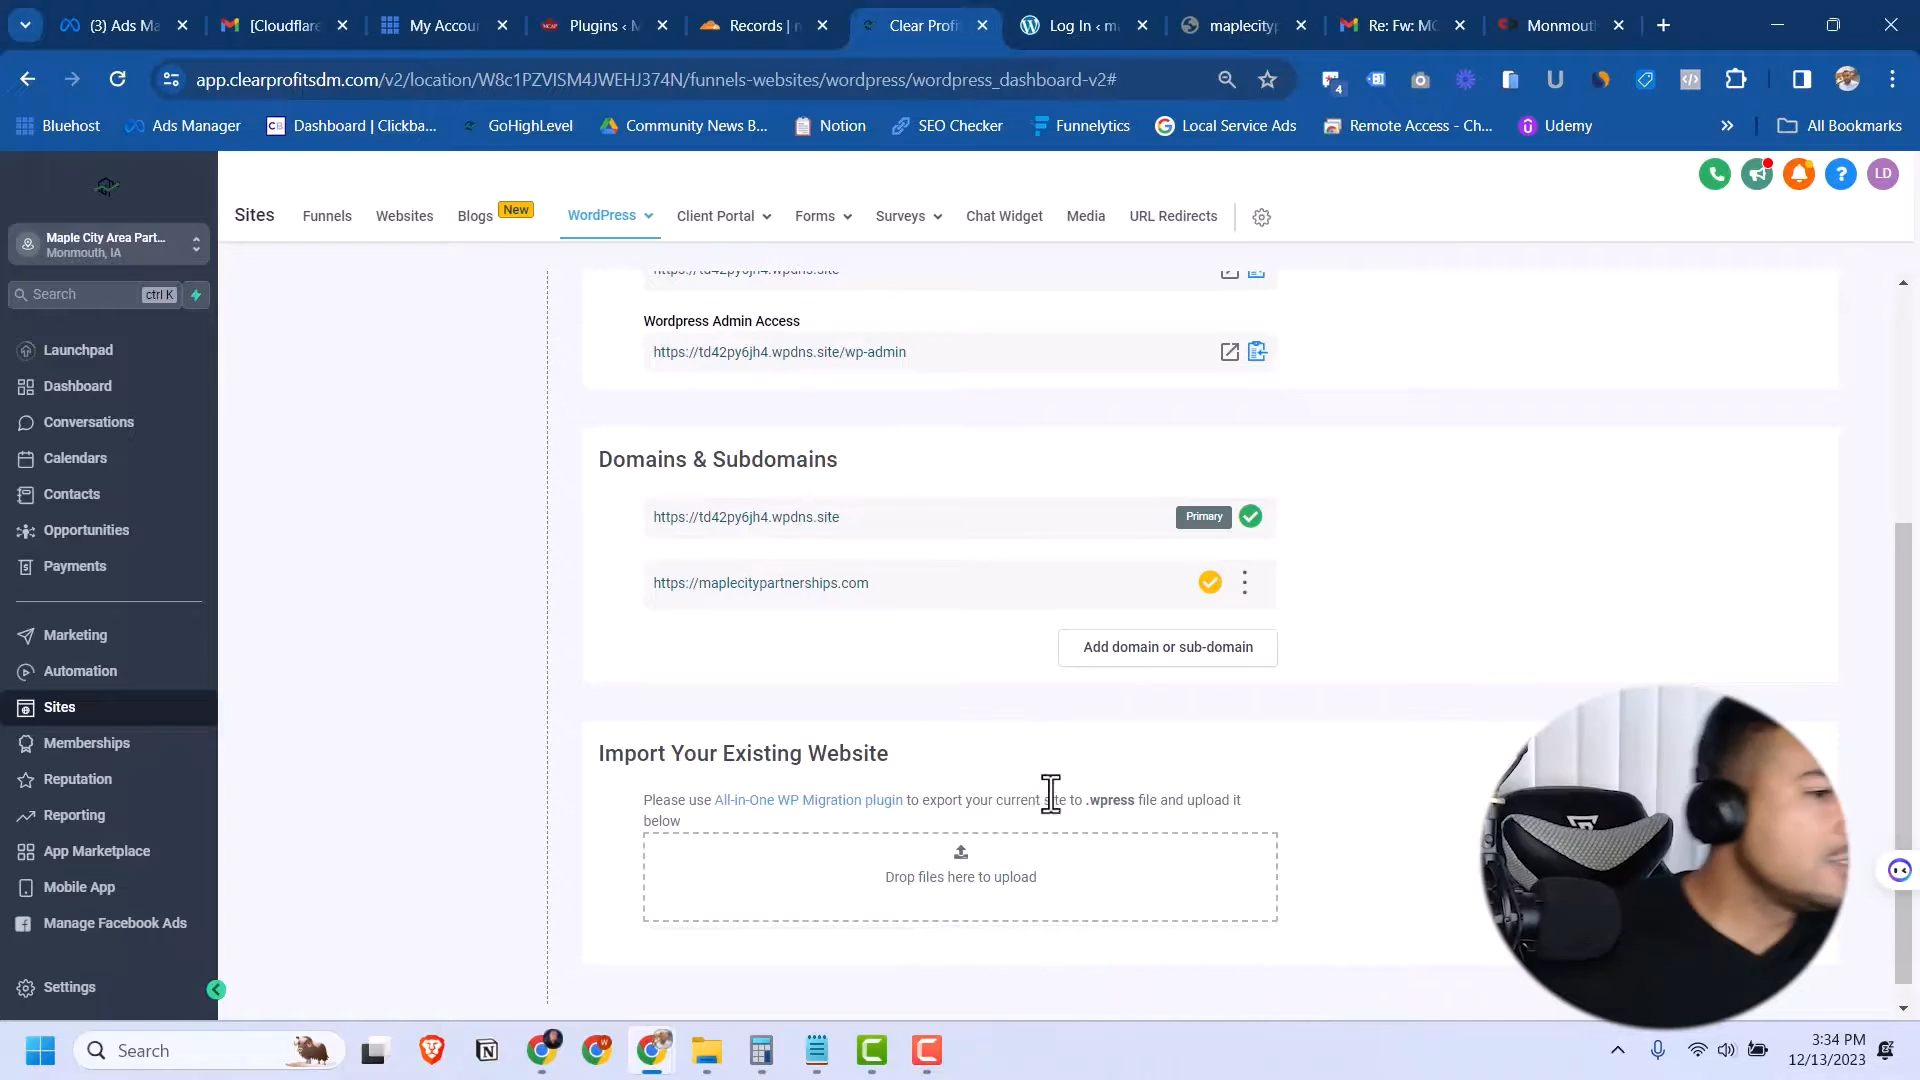 (3) Ads Ma
[Cloudflare
My Accou
Plugins ‹ M
Records |
Clear Profi
Log In ‹ m
maplecityp
Re: Fw: MC
Monmouth
app.clearprofitsdm.com/v2/location/W8c1PZVISM4JWEHJ374N/funnels-websites/wordpress/wordpress_dashboard-v2#
4
Bluehost
Ads Manager
CB
Dashboard | Clickba...
GoHighLevel
Community News B...
Notion
SEO Checker
Funnelytics
Local Service Ads
Remote Access - Ch...
Udemy
All Bookmarks
LD
Sites
Funnels
Websites
Blogs
New
WordPress
Client Portal
Forms
Surveys
Chat Widget
Media
URL Redirects
Maple City Area Part...
Monmouth, IA
Search
ctrl K
Launchpad
Dashboard
Conversations
Calendars
Contacts
Opportunities
Payments
Marketing
Automation
Sites
Memberships
Reputation
Reporting
App Marketplace
Mobile App
Manage Facebook Ads
Settings
https://td42py6jh4.wpdns.site
Wordpress Admin Access
https://td42py6jh4.wpdns.site/wp-admin
Domains & Subdomains
https://td42py6jh4.wpdns.site
Primary
https://maplecitypartnerships.com
Add domain or sub-domain
Import Your Existing Website
Please use All-in-One WP Migration plugin to export your current site to .wpress file and upload it
below
Drop files here to upload
Search
3:34 PM
12/13/2023